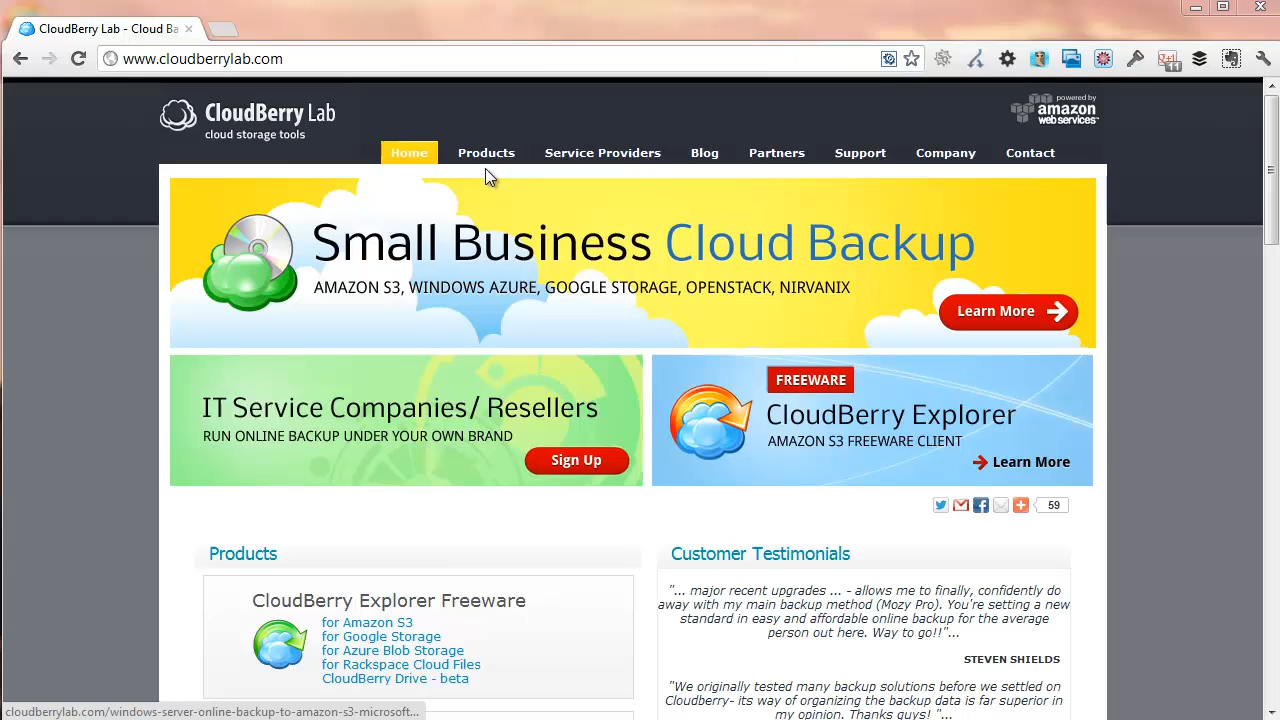 CloudBerry Lab - Cloud Ba
www.cloudberrylab.com
11
CloudBerry Lab
cloud storage tools
powered by
amazon
web services™
Home Products Service Providers Blog Partners Support Company Contact
Small Business Cloud Backup
AMAZON S3, WINDOWS AZURE, GOOGLE STORAGE, OPENSTACK, NIRVANIX
Learn More
IT Service Companies/ Resellers
RUN ONLINE BACKUP UNDER YOUR OWN BRAND
Sign Up
FREEWARE
CloudBerry Explorer
AMAZON S3 FREEWARE CLIENT
Learn More
59
Products
CloudBerry Explorer Freeware
for Amazon S3
for Google Storage
for Azure Blob Storage
for Rackspace Cloud Files
CloudBerry Drive - beta
Customer Testimonials
"... major recent upgrades ... - allows me to finally, confidently do
away with my main backup method (Mozy Pro). You're setting a new
standard in easy and affordable online backup for the average
person out here. Way to go!!"...
STEVEN SHIELDS
"We originally tested many backup solutions before we settled on
Cloudberry- its way of organizing the backup data is far superior in
my opinion. Thanks guys! "...
cloudberrylab.com/windows-server-online-backup-to-amazon-s3-microsoft...